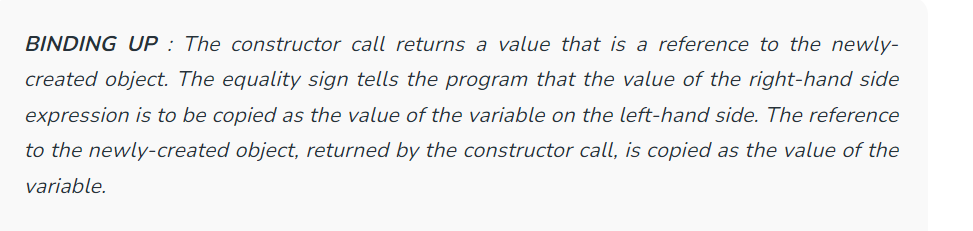 BINDING UP : The constructor call returns a value that is a reference to the newly-
created object. The equality sign tells the program that the value of the right-hand side
expression is to be copied as the value of the variable on the left-hand side. The reference
to the newly-created object, returned by the constructor call, is copied as the value of the
variable.